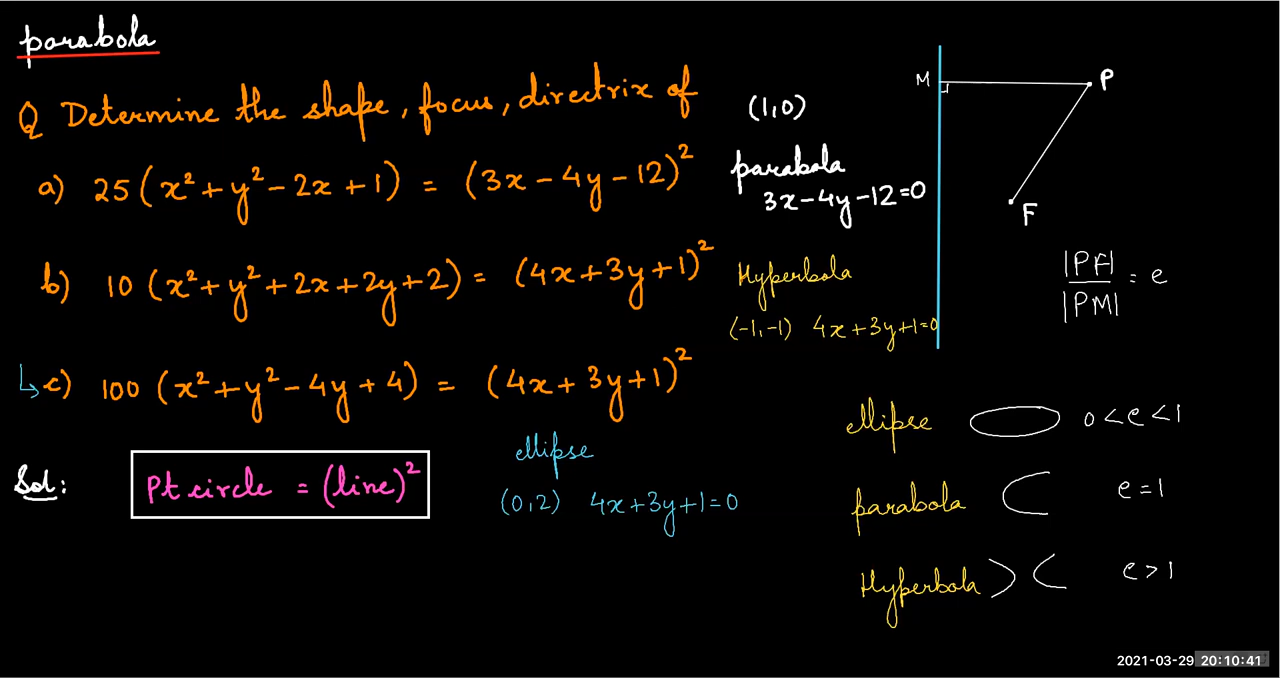 parabola
Q Determine the shape, focus, directrix of
a) 25(x² + y² - 2x + 1) = (3x - 4y - 12)²
(1,0)
parabola
3x - 4y - 12 = 0
b) 10(x² + y² + 2x + 2y + 2) = (4x + 3y + 1)²
Hyperbola
(-1,-1) 4x + 3y + 1 = 0
↳ c) 100(x² + y² - 4y + 4) = (4x + 3y + 1)²
ellipse
(0,2) 4x + 3y + 1 = 0
Sol: Pt circle = (line)²
M P
F
|PF| / |PM| = e
ellipse 0 < e < 1
parabola e = 1
Hyperbola e > 1
2021-03-29 20:10:41